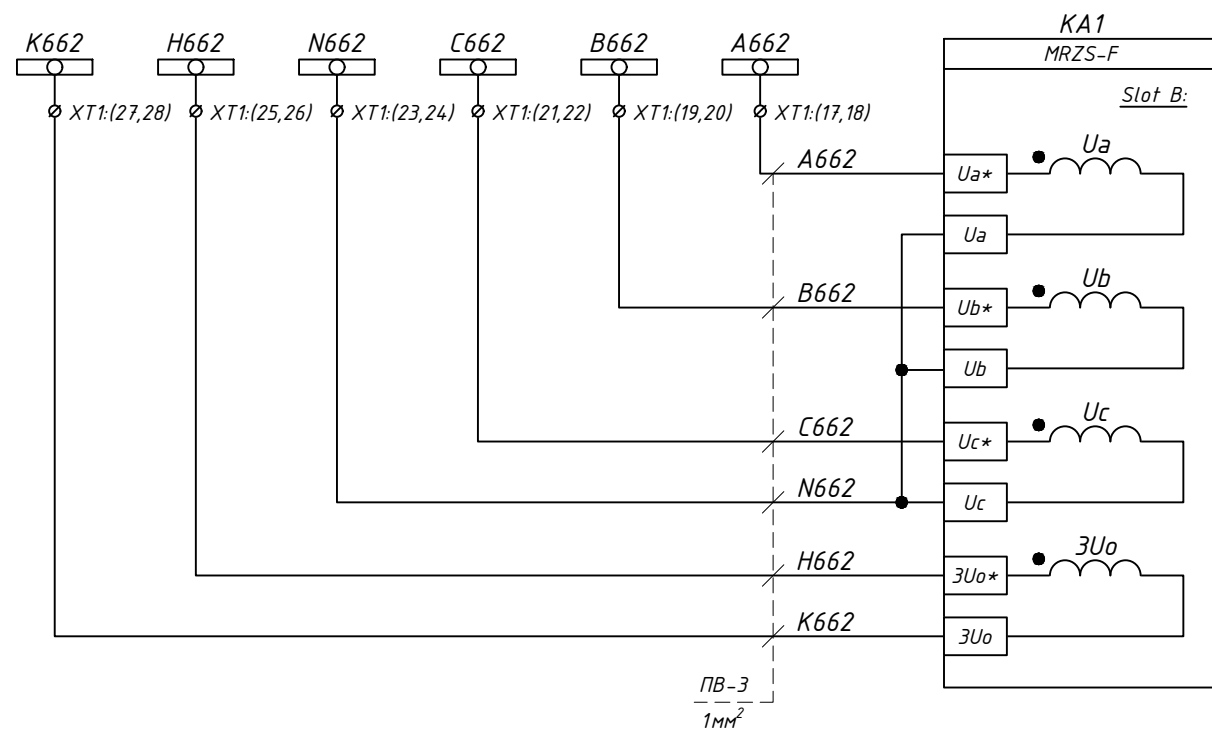 K662 H662 N662 C662 B662 A662
KA1
MRZS-F
XT1:(27,28) XT1:(25,26) XT1:(23,24) XT1:(21,22) XT1:(19,20) XT1:(17,18)
Slot B:
A662
Ua*
Ua
Ua
B662
Ub*
Ub
Ub
C662
Uc*
Uc
N662
Uc
H662
3Uo*
3Uo
K662
3Uo
ПВ-3
1мм²